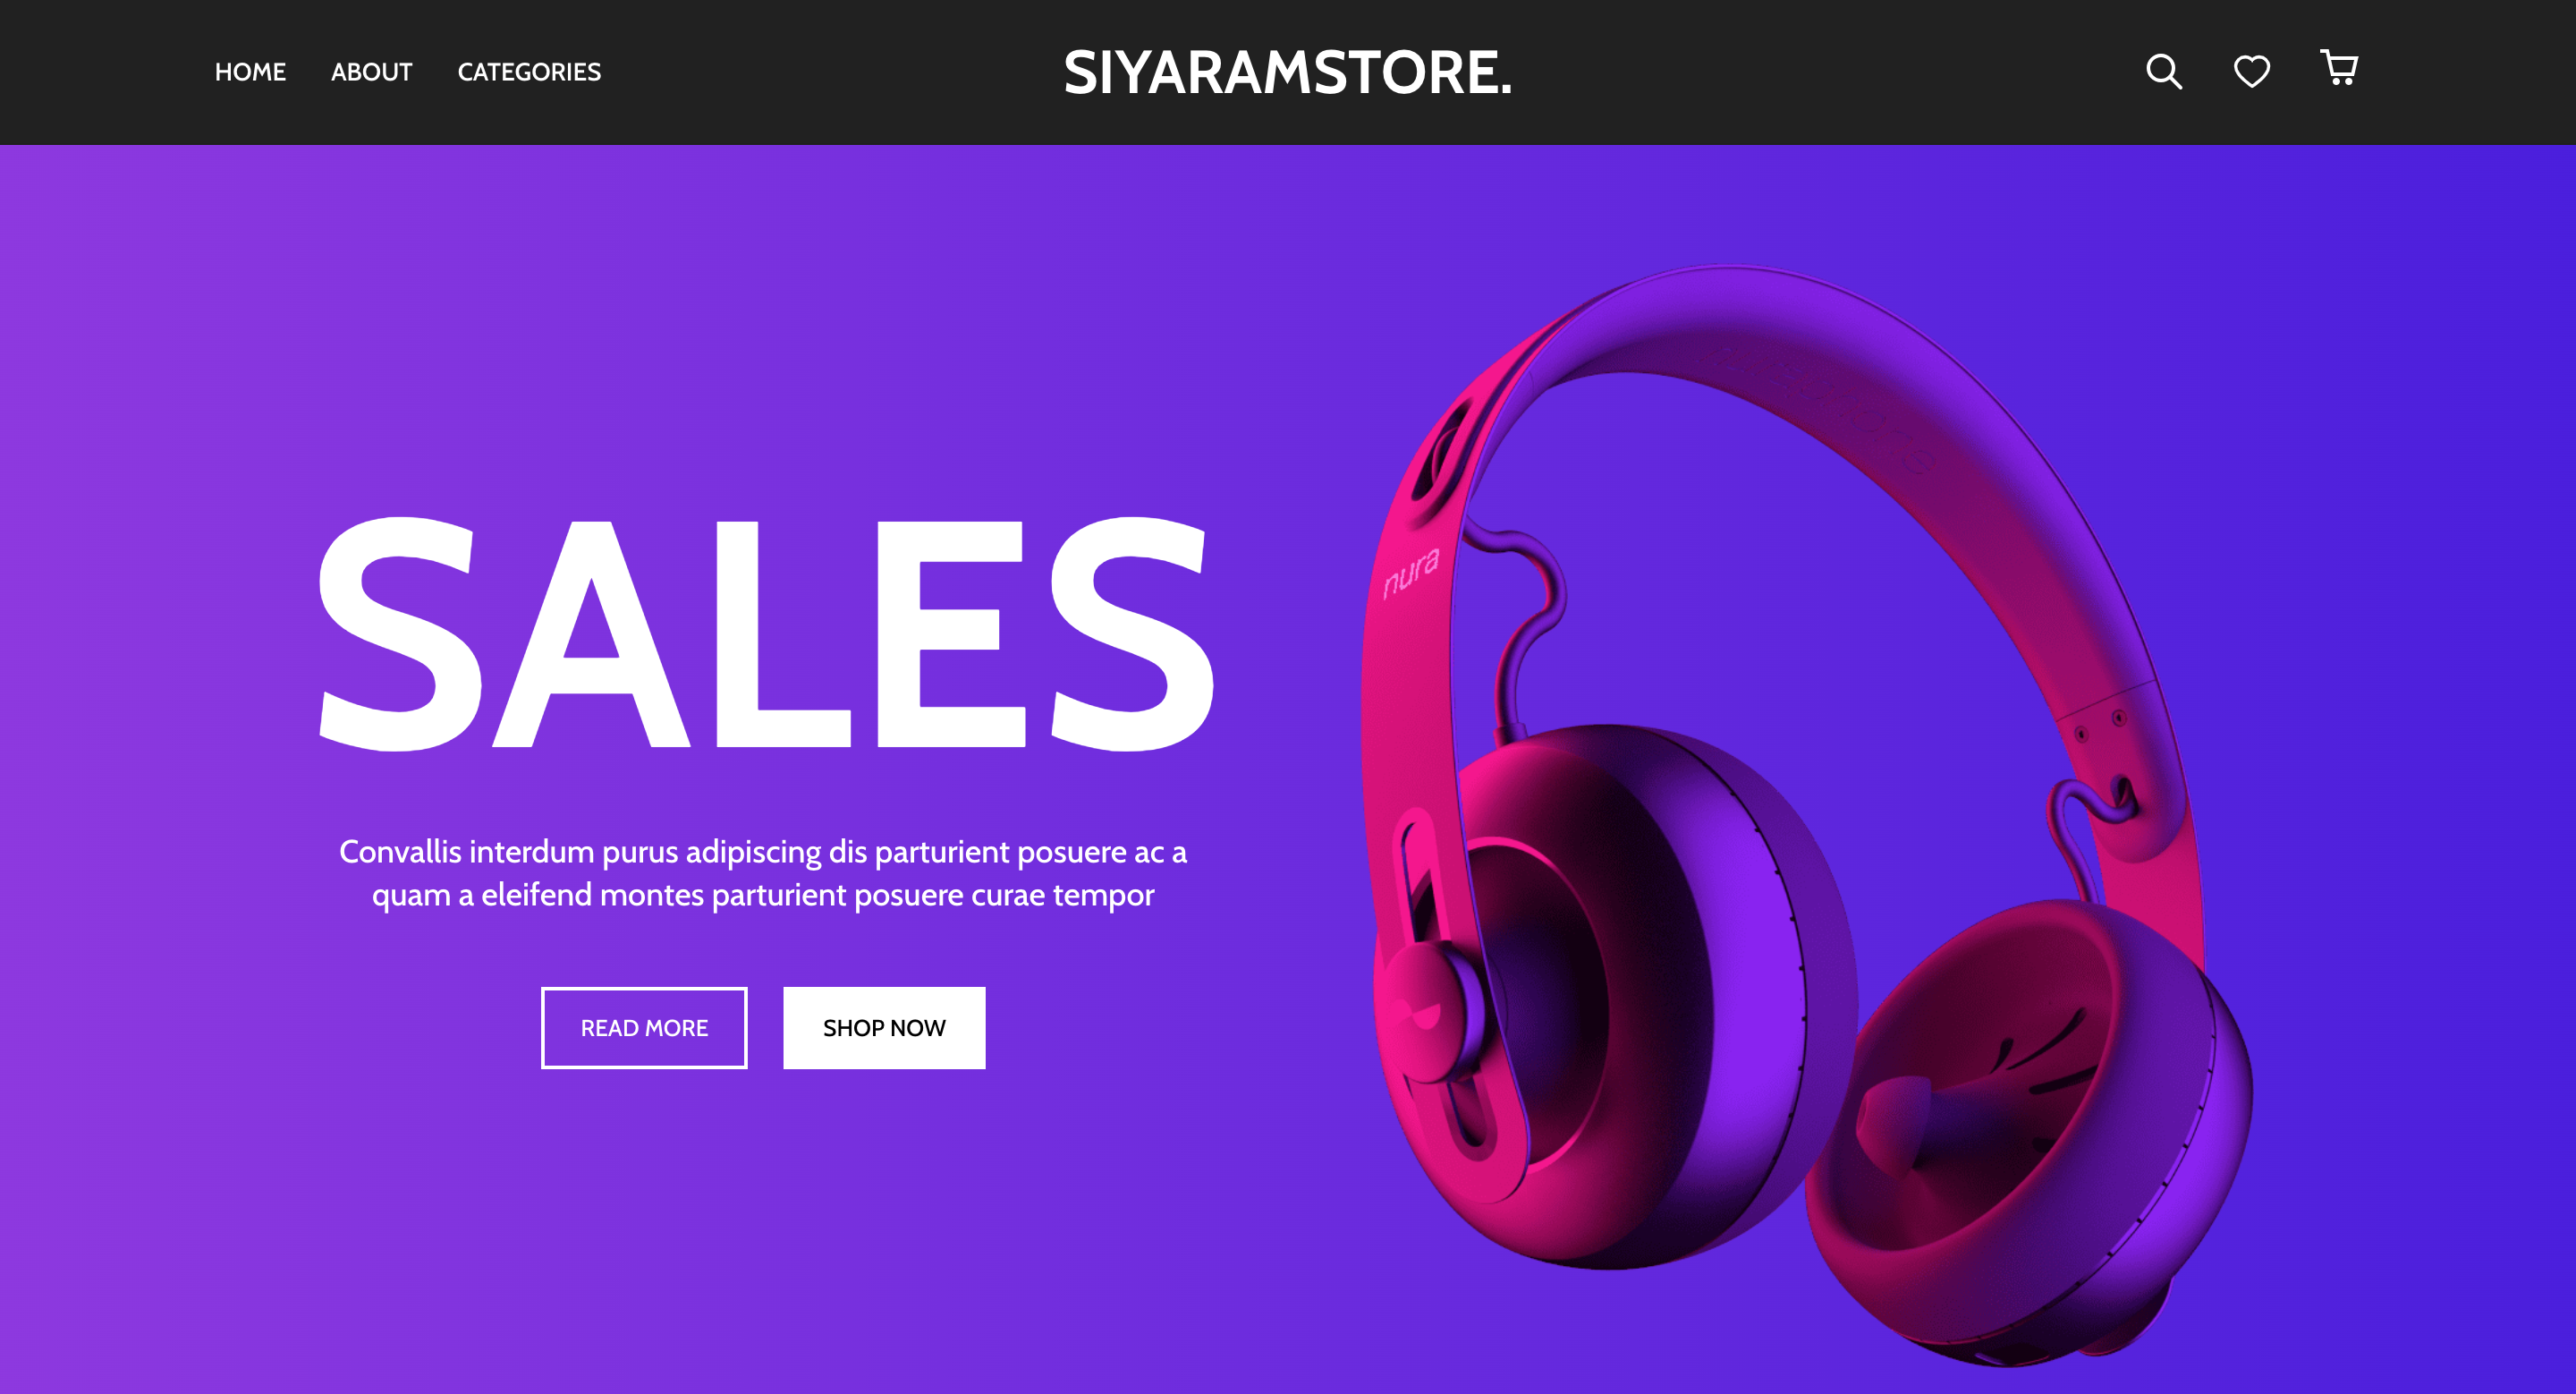 HOME ABOUT CATEGORIES SIYARAMSTORE.
SALES
nura
Convallis interdum purus adipiscing dis parturient posuere ac a
quam a eleifend montes parturient posuere curae tempor
READ MORE SHOP NOW